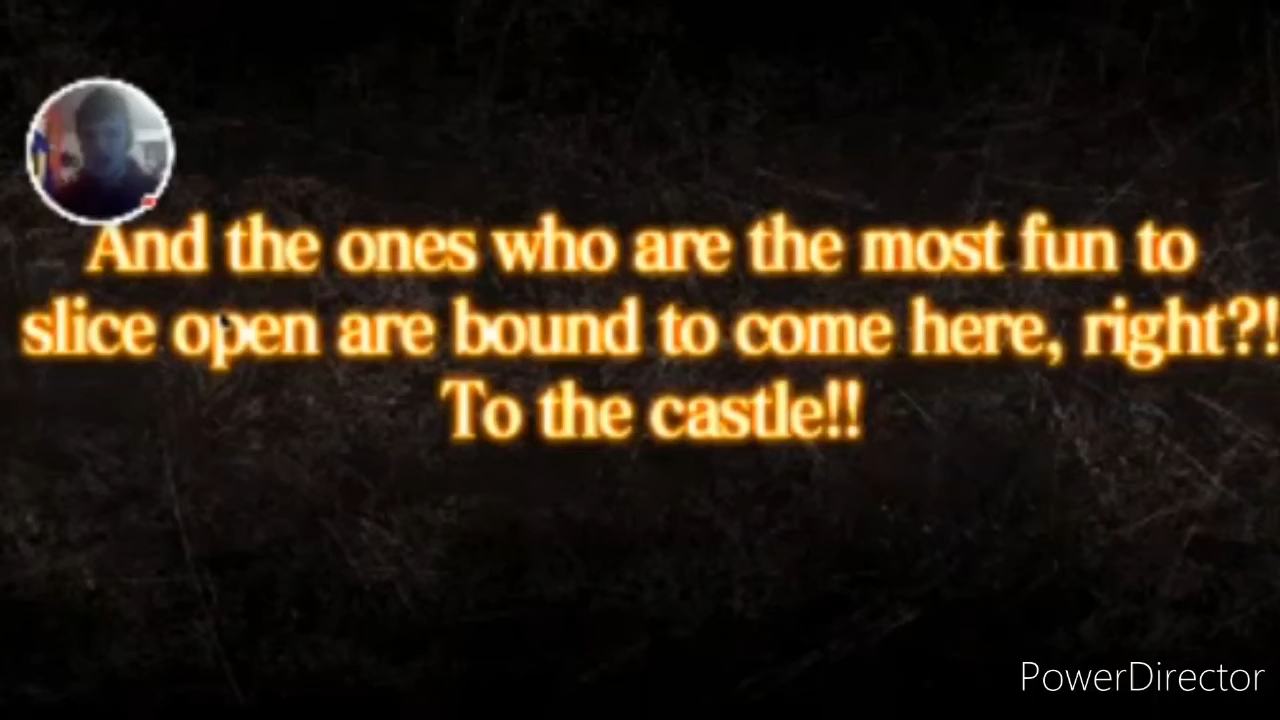 And the ones who are the most fun to
slice open are bound to come here, right?!
To the castle!!
PowerDirector